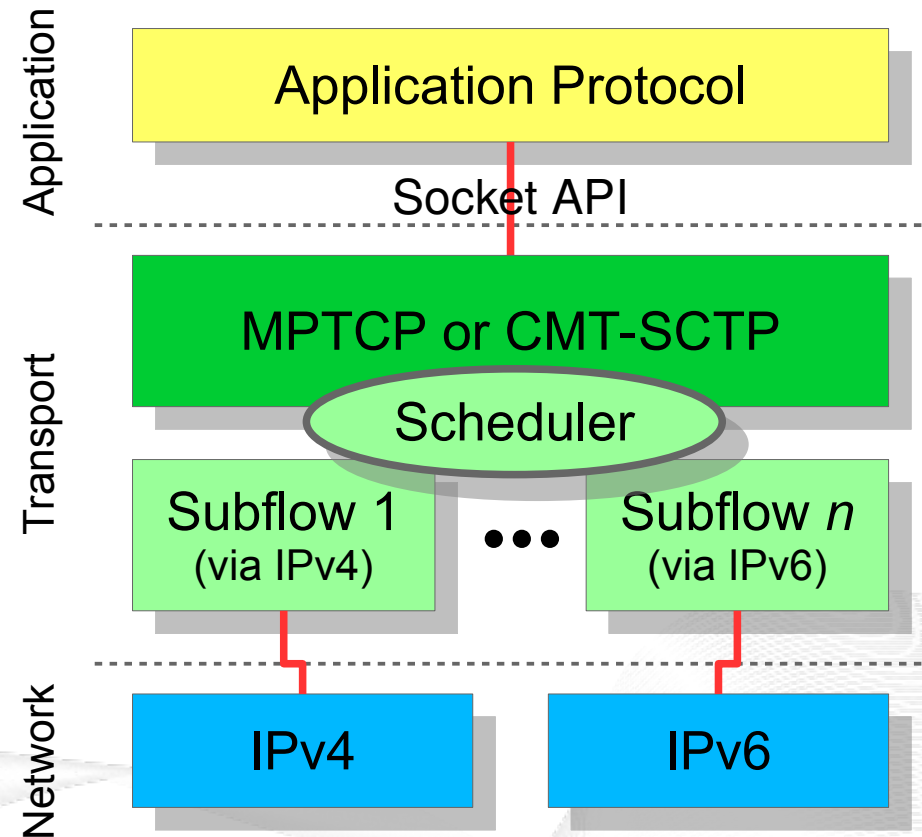 Application
Application Protocol
Socket API
Transport
MPTCP or CMT-SCTP
Scheduler
Subflow 1
(via IPv4)
•••
Subflow n
(via IPv6)
Network
IPv4
IPv6